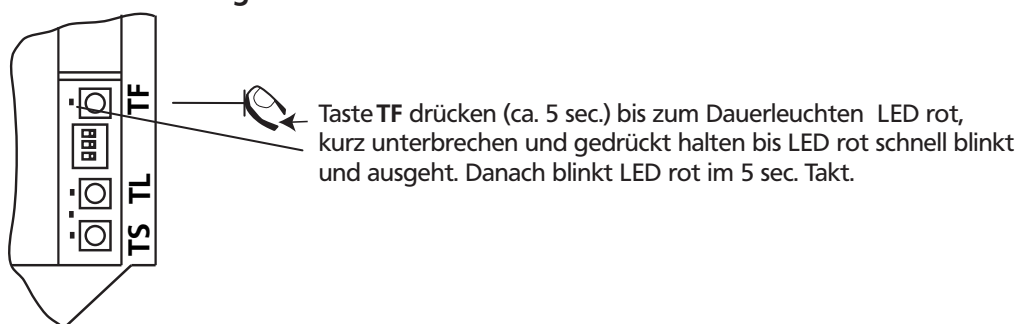 TF
TL
TS
Taste TF drücken (ca. 5 sec.) bis zum Dauerleuchten LED rot,
kurz unterbrechen und gedrückt halten bis LED rot schnell blinkt
und ausgeht. Danach blinkt LED rot im 5 sec. Takt.